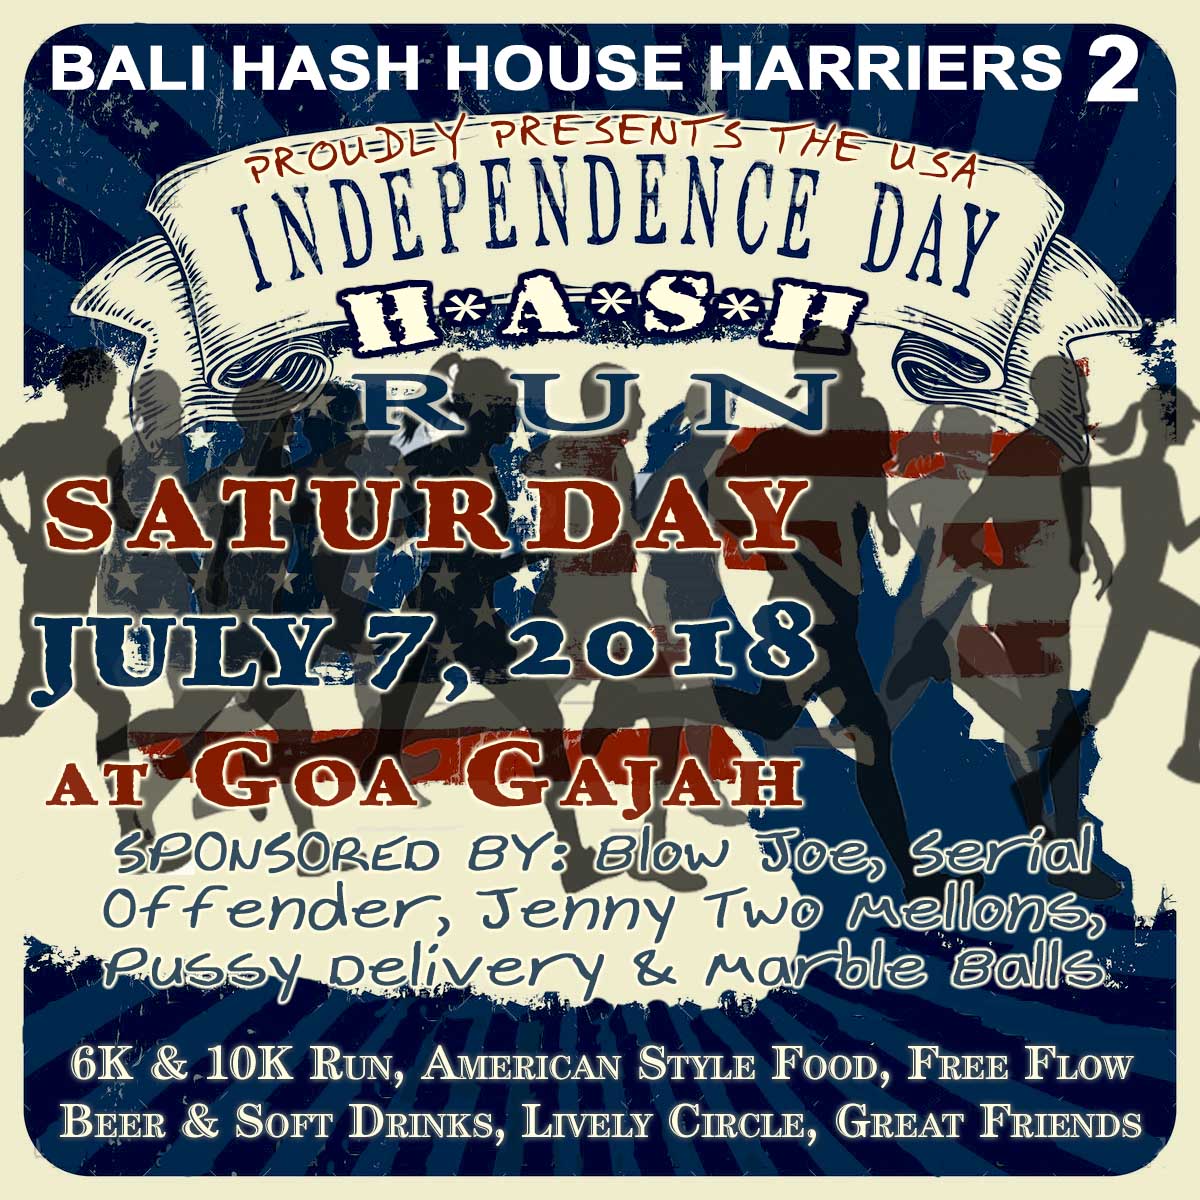 BALI HASH HOUSE HARRIERS 2
PROUDLY PRESENTS THE USA
INDEPENDENCE DAY
H*A*S*H
RUN
SATURDAY
JULY 7, 2018
AT GOA GAJAH
SPONSORED BY: Blow Joe, Serial
Offender, Jenny Two Mellons,
Pussy Delivery & Marble Balls
6K & 10K RUN, AMERICAN STYLE FOOD, FREE FLOW
BEER & SOFT DRINKS, LIVELY CIRCLE, GREAT FRIENDS